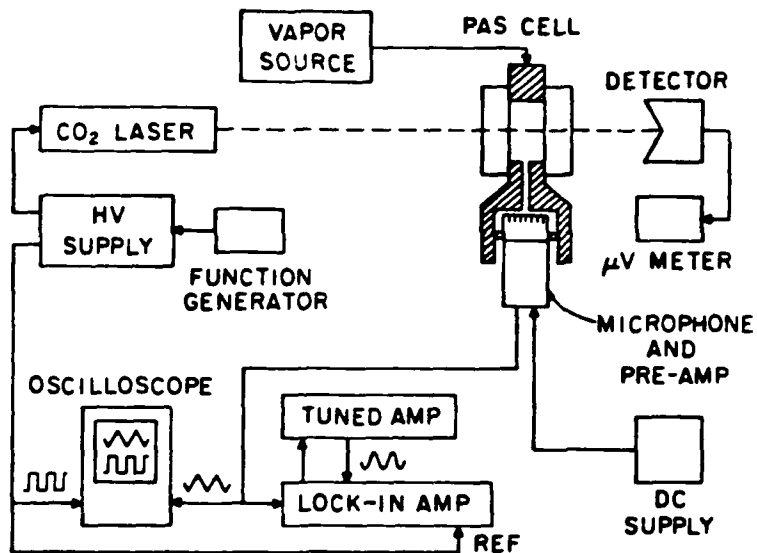 VAPOR
SOURCE
PAS CELL
DETECTOR
CO₂ LASER
HV
SUPPLY
FUNCTION
GENERATOR
μV METER
MICROPHONE
AND
PRE-AMP
OSCILLOSCOPE
TUNED AMP
LOCK-IN AMP
REF
DC
SUPPLY